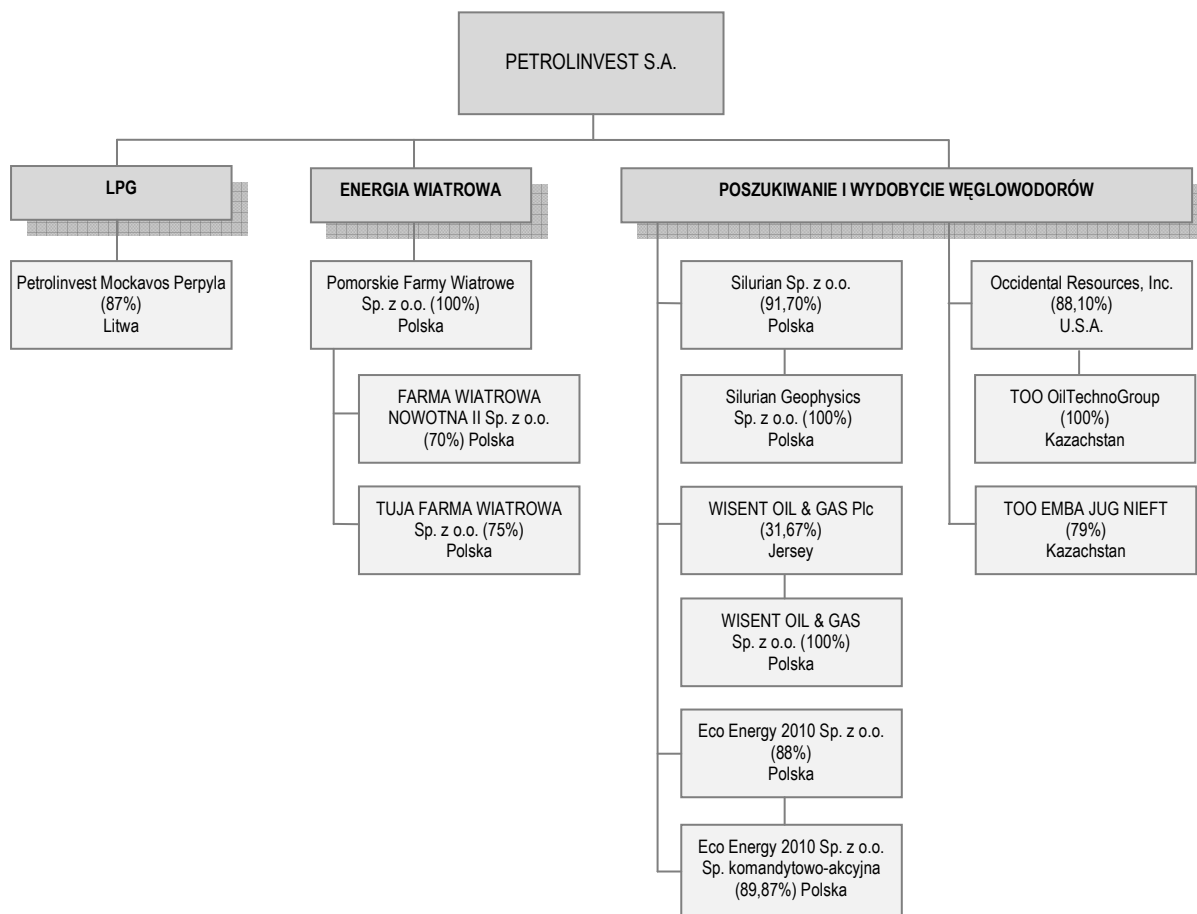 PETROLINVEST S.A.
LPG
Petrolinvest Mockavos Perpyla
(87%)
Litwa
ENERGIA WIATROWA
Pomorskie Farmy Wiatrowe
Sp. z o.o. (100%)
Polska
FARMA WIATROWA
NOWOTNA II Sp. z o.o.
(70%) Polska
TUJA FARMA WIATROWA
Sp. z o.o. (75%)
Polska
POSZUKIWANIE I WYDOBYCIE WĘGLOWODORÓW
Silurian Sp. z o.o.
(91,70%)
Polska
Silurian Geophysics
Sp. z o.o. (100%)
Polska
WISENT OIL & GAS Plc
(31,67%)
Jersey
WISENT OIL & GAS
Sp. z o.o. (100%)
Polska
Eco Energy 2010 Sp. z o.o.
(88%)
Polska
Eco Energy 2010 Sp. z o.o.
Sp. komandytowo-akcyjna
(89,87%) Polska
Occidental Resources, Inc.
(88,10%)
U.S.A.
TOO OilTechnoGroup
(100%)
Kazachstan
TOO EMBA JUG NIEFT
(79%)
Kazachstan